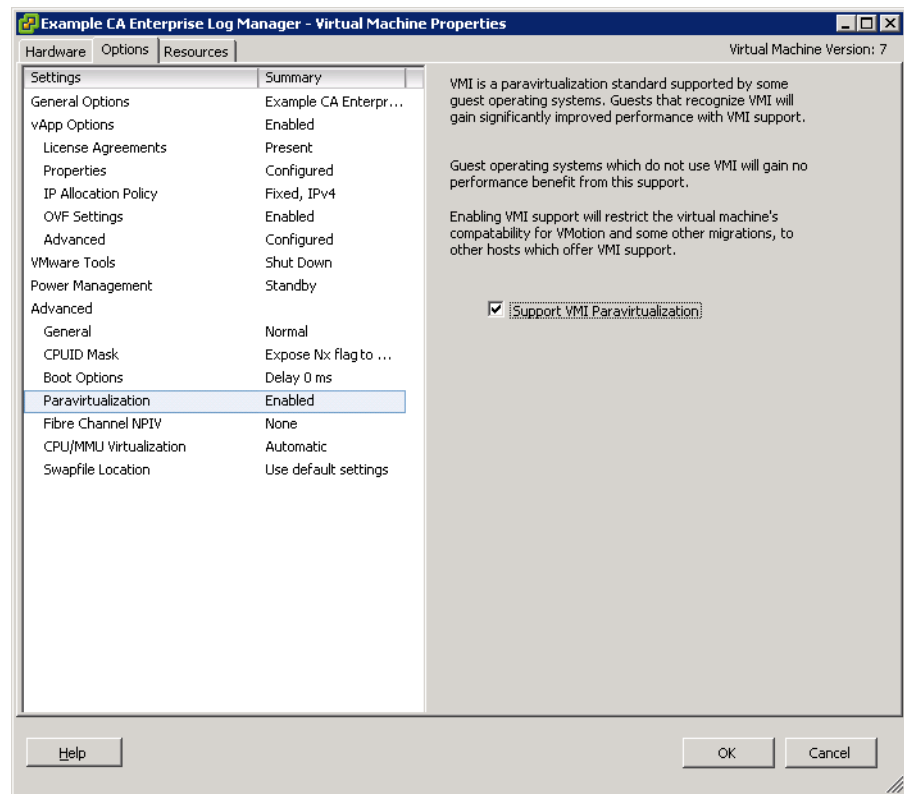 Example CA Enterprise Log Manager - Virtual Machine Properties
Hardware Options Resources Virtual Machine Version: 7
Settings Summary
General Options Example CA Enterpr...
vApp Options Enabled
License Agreements Present
Properties Configured
IP Allocation Policy Fixed, IPv4
OVF Settings Enabled
Advanced Configured
VMware Tools Shut Down
Power Management Standby
Advanced
General Normal
CPUID Mask Expose Nx flag to ...
Boot Options Delay 0 ms
Paravirtualization Enabled
Fibre Channel NPIV None
CPU/MMU Virtualization Automatic
Swapfile Location Use default settings
VMI is a paravirtualization standard supported by some
guest operating systems. Guests that recognize VMI will
gain significantly improved performance with VMI support.
Guest operating systems which do not use VMI will gain no
performance benefit from this support.
Enabling VMI support will restrict the virtual machine's
compatability for VMotion and some other migrations, to
other hosts which offer VMI support.
Support VMI Paravirtualization
Help OK Cancel